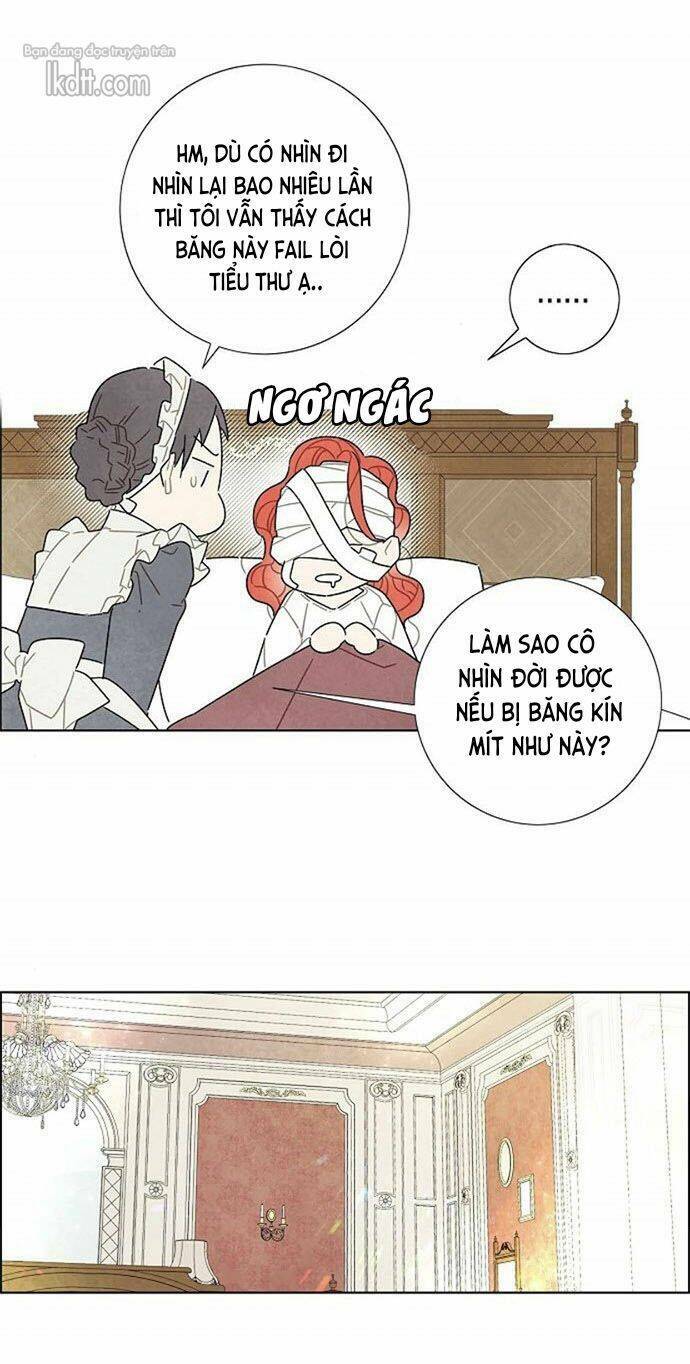 Bạn đang đọc truyện trên
lkdtt.com
HM, DÙ CÓ NHÌN ĐI
NHÌN LẠI BAO NHIÊU LẦN
THÌ TÔI VẪN THẤY CÁCH
BĂNG NÀY FAIL LÒI
TIỂU THƯ Ạ..
......
NGƠ NGÁC
LÀM SAO CÔ
NHÌN ĐỜI ĐƯỢC
NẾU BỊ BĂNG KÍN
MÍT NHƯ NÀY?